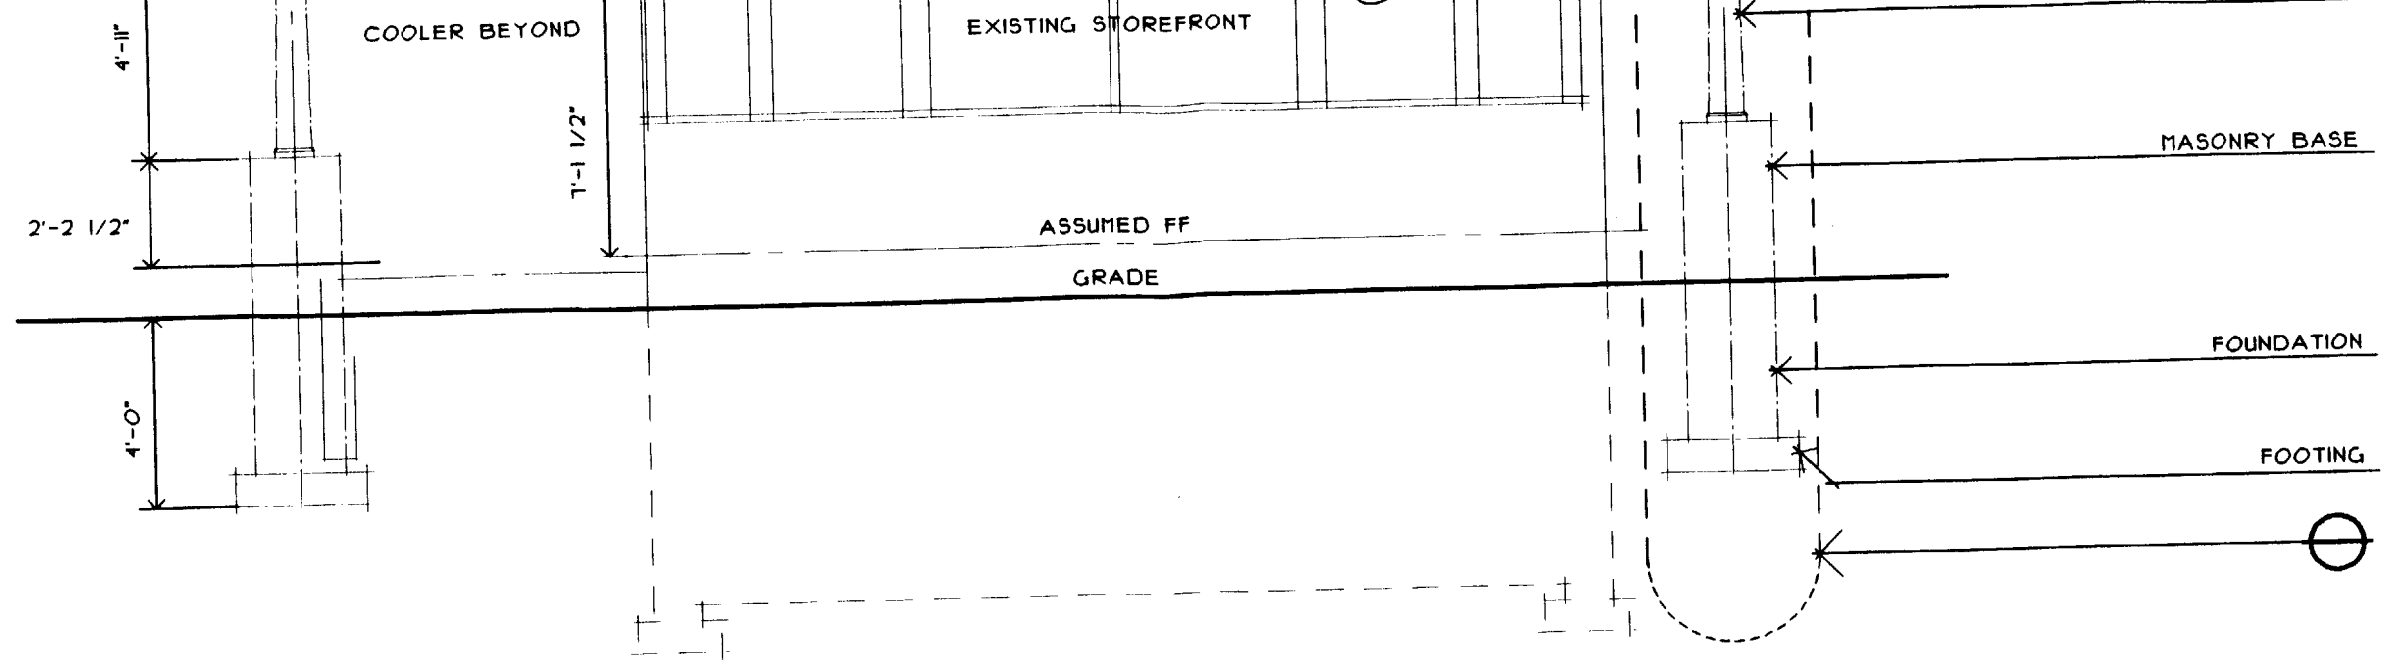 4'-11"
COOLER BEYOND
EXISTING STOREFRONT
7'-1 1/2"
MASONRY BASE
2'-2 1/2"
ASSUMED FF
GRADE
FOUNDATION
4'-0"
FOOTING